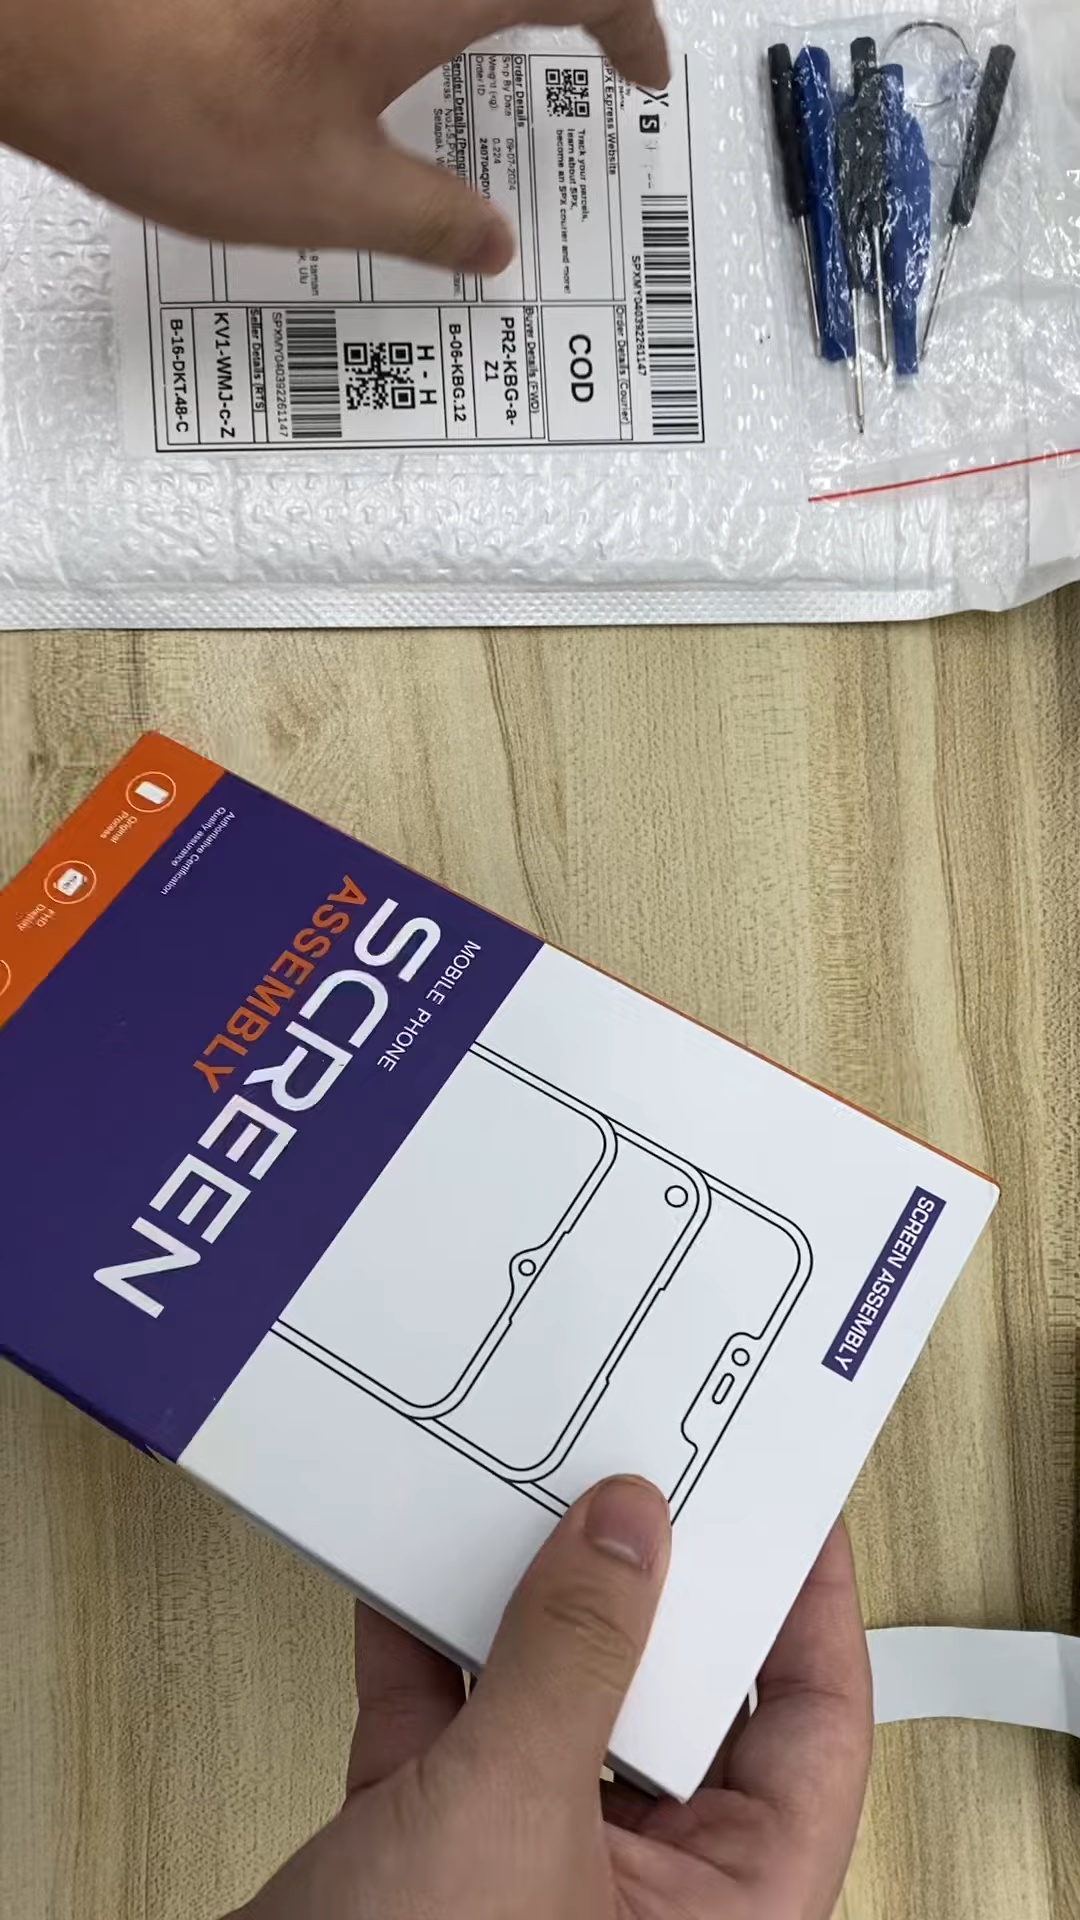 SPX Express Website
Track your parcels,
learn about SPX,
become an SPX courier and more!
Order Details
Ship By Date
09-07-2024
Weight (kg)
0.224
Order ID
Sender Details
Setapak,
SPXMY040392261147
Order Details (Courier)
COD
Buyer Details (FWD)
PR2-KBG-a-
Z1
B-06-KBG.12
H - H
SPXMY040392261147
Seller Details (RTS)
KV1-WMJ-c-Z
B-16-DKT.48-C
Original
Process
FHD
Display
Authoritative Certification
Quality assurance
MOBILE PHONE
SCREEN
ASSEMBLY
SCREEN ASSEMBLY